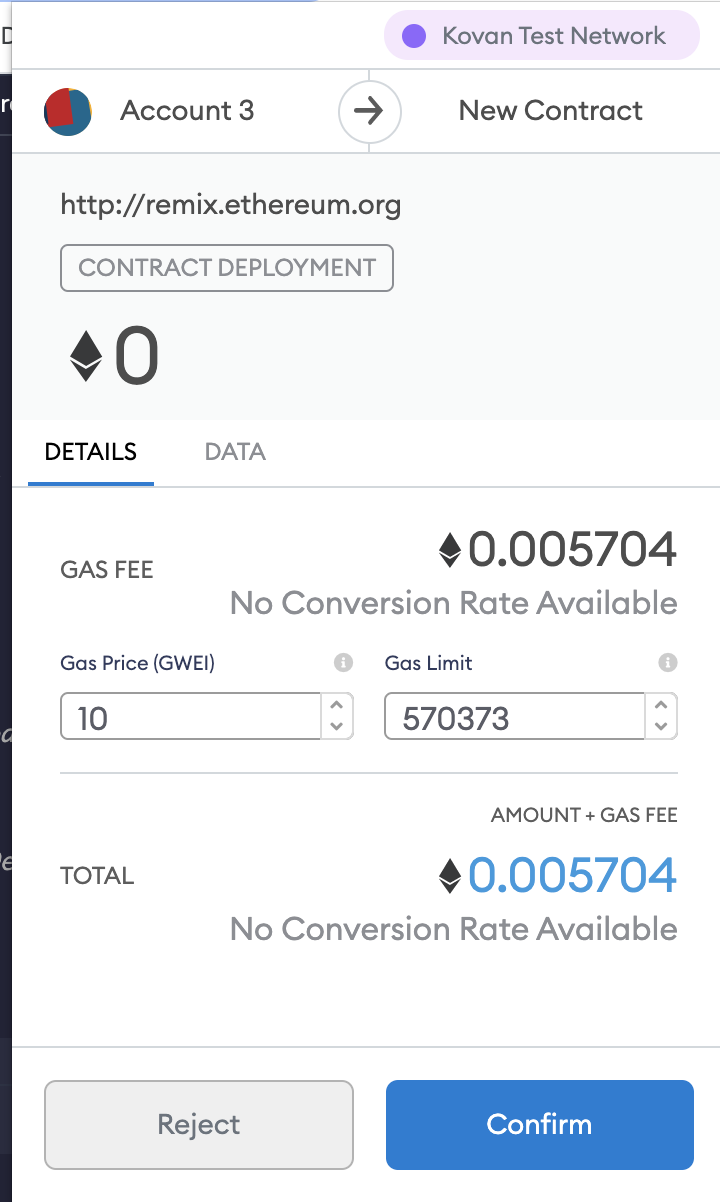 Kovan Test Network
Account 3
New Contract
http://remix.ethereum.org
CONTRACT DEPLOYMENT
0
DETAILS DATA
GAS FEE
0.005704
No Conversion Rate Available
Gas Price (GWEI) Gas Limit
10 570373
AMOUNT + GAS FEE
TOTAL
0.005704
No Conversion Rate Available
Reject Confirm